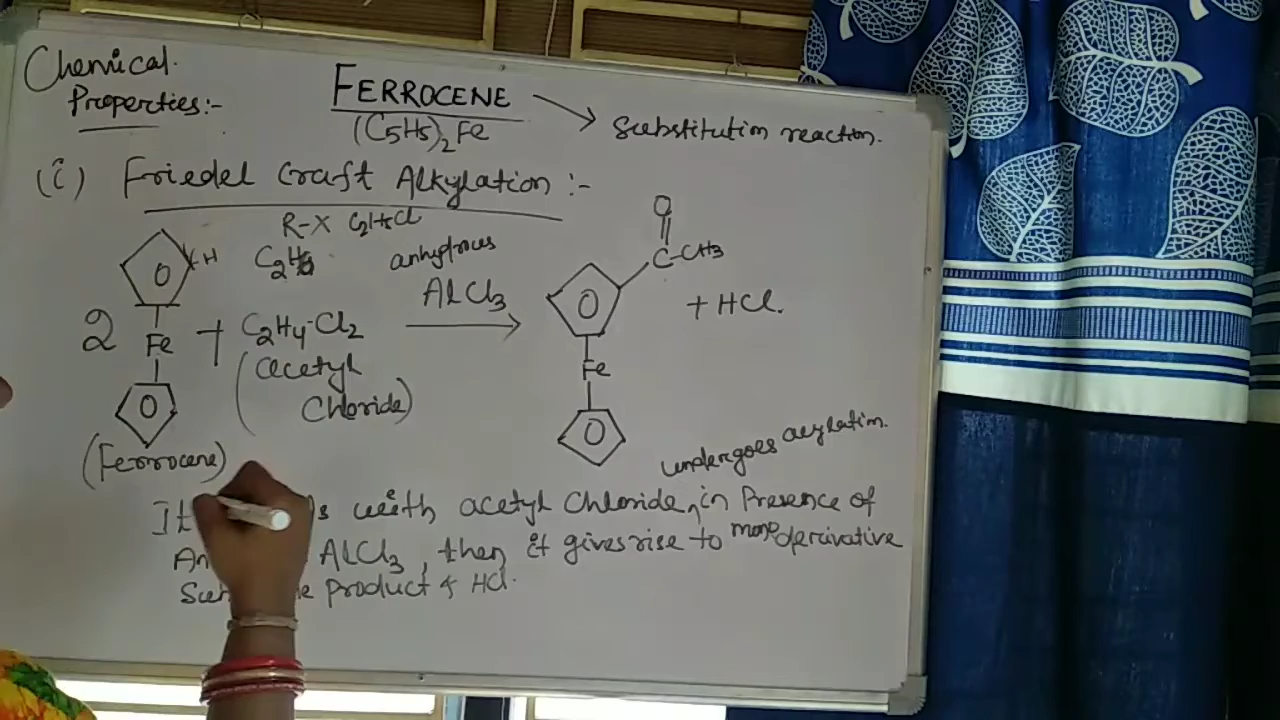 Chemical
Properties:-
FERROCENE
(C5H5)2Fe
Substitution reaction.
(i) Friedel Craft Alkylation :-
R-X C2H5Cl
H
C2H6
anhydrous
AlCl3
O
C-CH3
+ HCl.
2
Fe
+ C2H4-Cl2
(acetyl
Chloride)
Fe
(Ferrocene)
undergoes acylation.
It with acetyl Chloride, in Presence of
AlCl3, then it gives rise to mono derivative
Product & HCl.